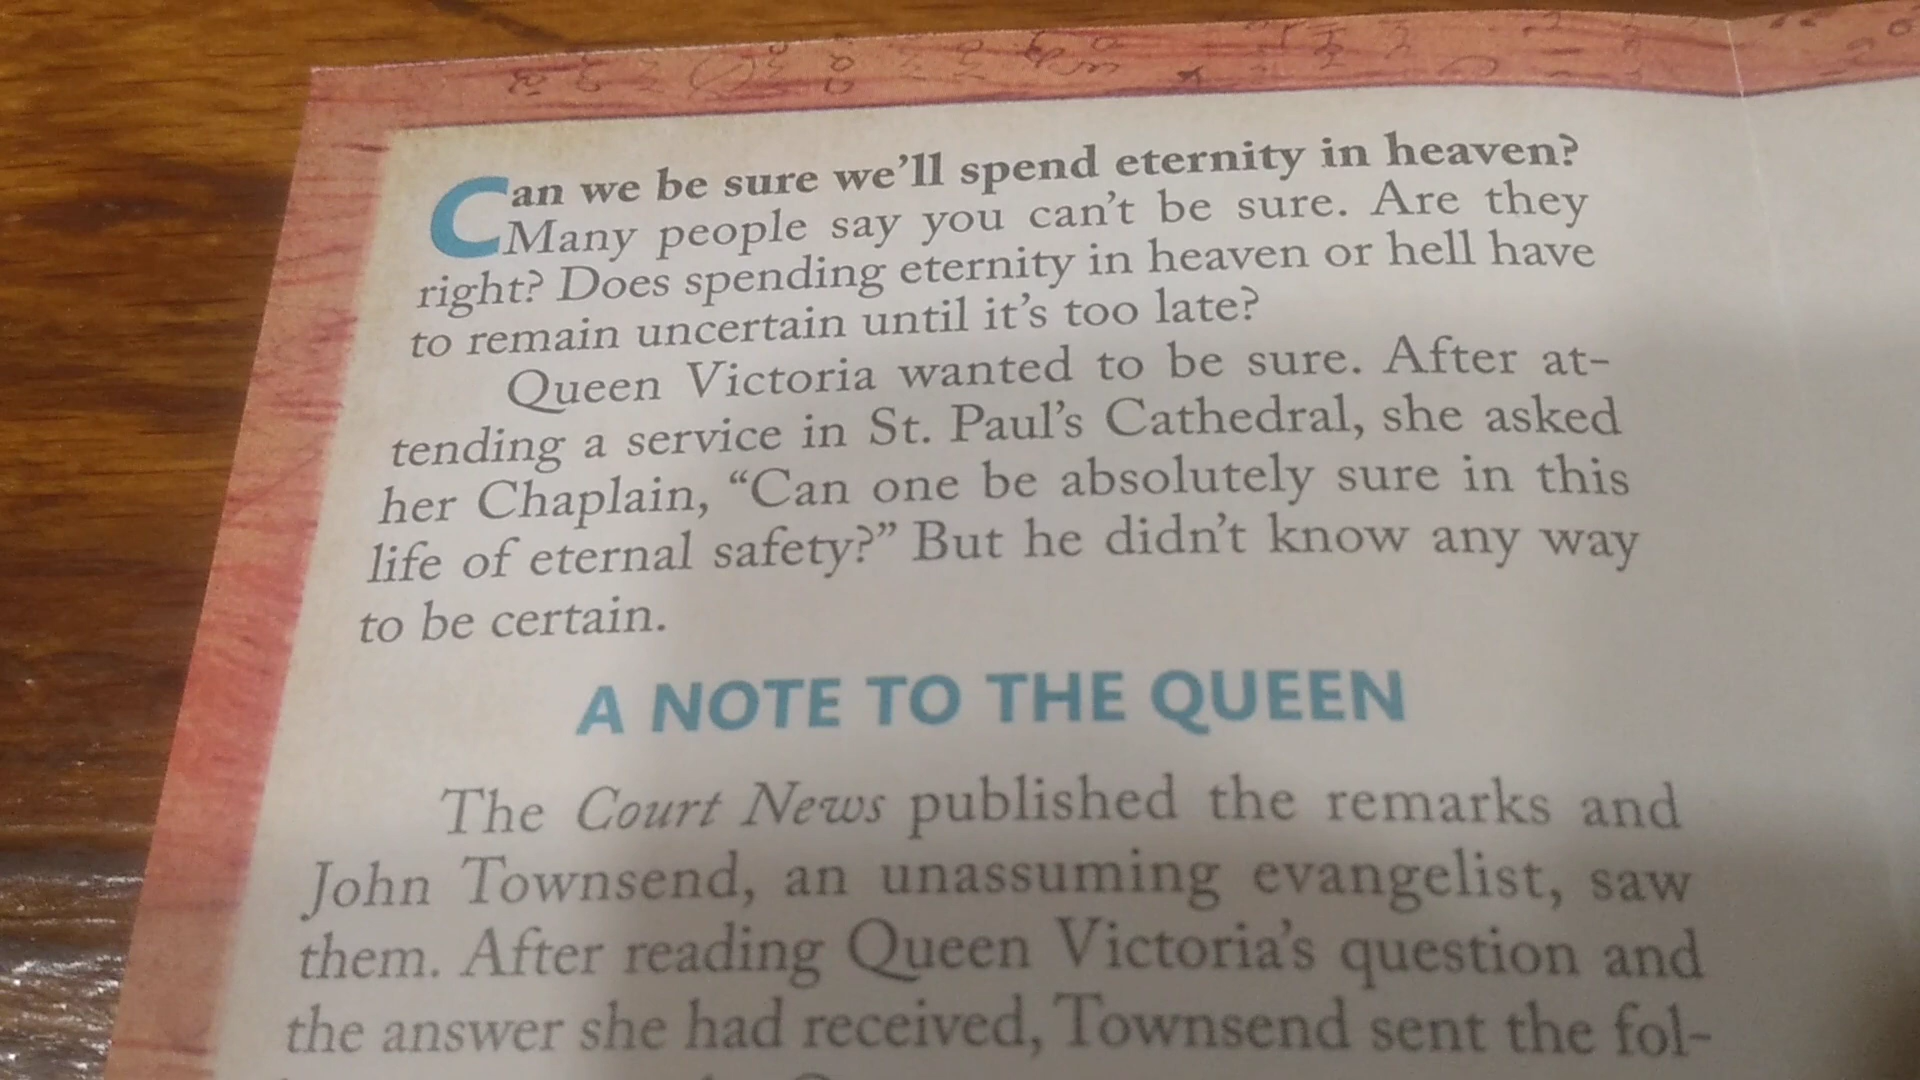 Can we be sure we'll spend eternity in heaven?
Many people say you can't be sure. Are they
right? Does spending eternity in heaven or hell have
to remain uncertain until it's too late?
Queen Victoria wanted to be sure. After at-
tending a service in St. Paul's Cathedral, she asked
her Chaplain, “Can one be absolutely sure in this
life of eternal safety?” But he didn't know any way
to be certain.
A NOTE TO THE QUEEN
The Court News published the remarks and
John Townsend, an unassuming evangelist, saw
them. After reading Queen Victoria's question and
the answer she had received, Townsend sent the fol-